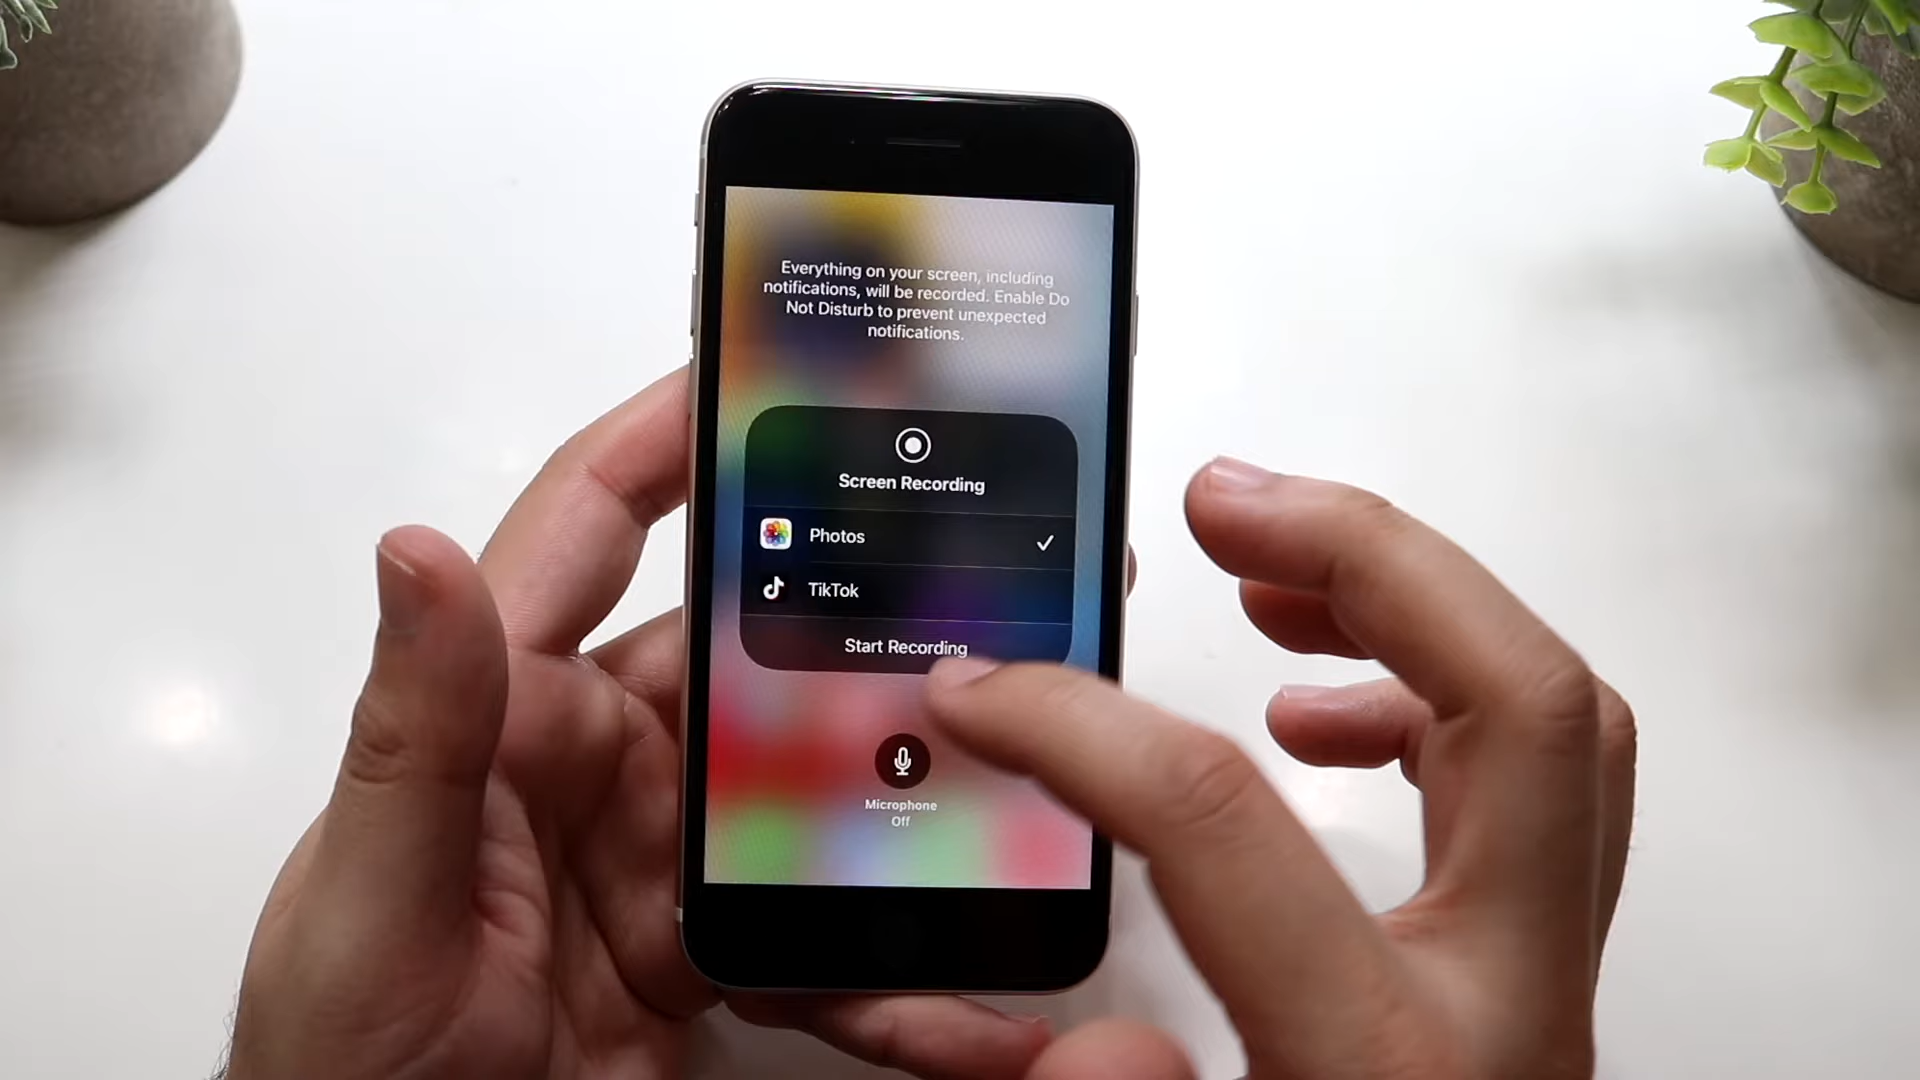 Everything on your screen, including
notifications, will be recorded. Enable Do
Not Disturb to prevent unexpected
notifications.
Screen Recording
Photos
TikTok
Start Recording
Microphone
Off